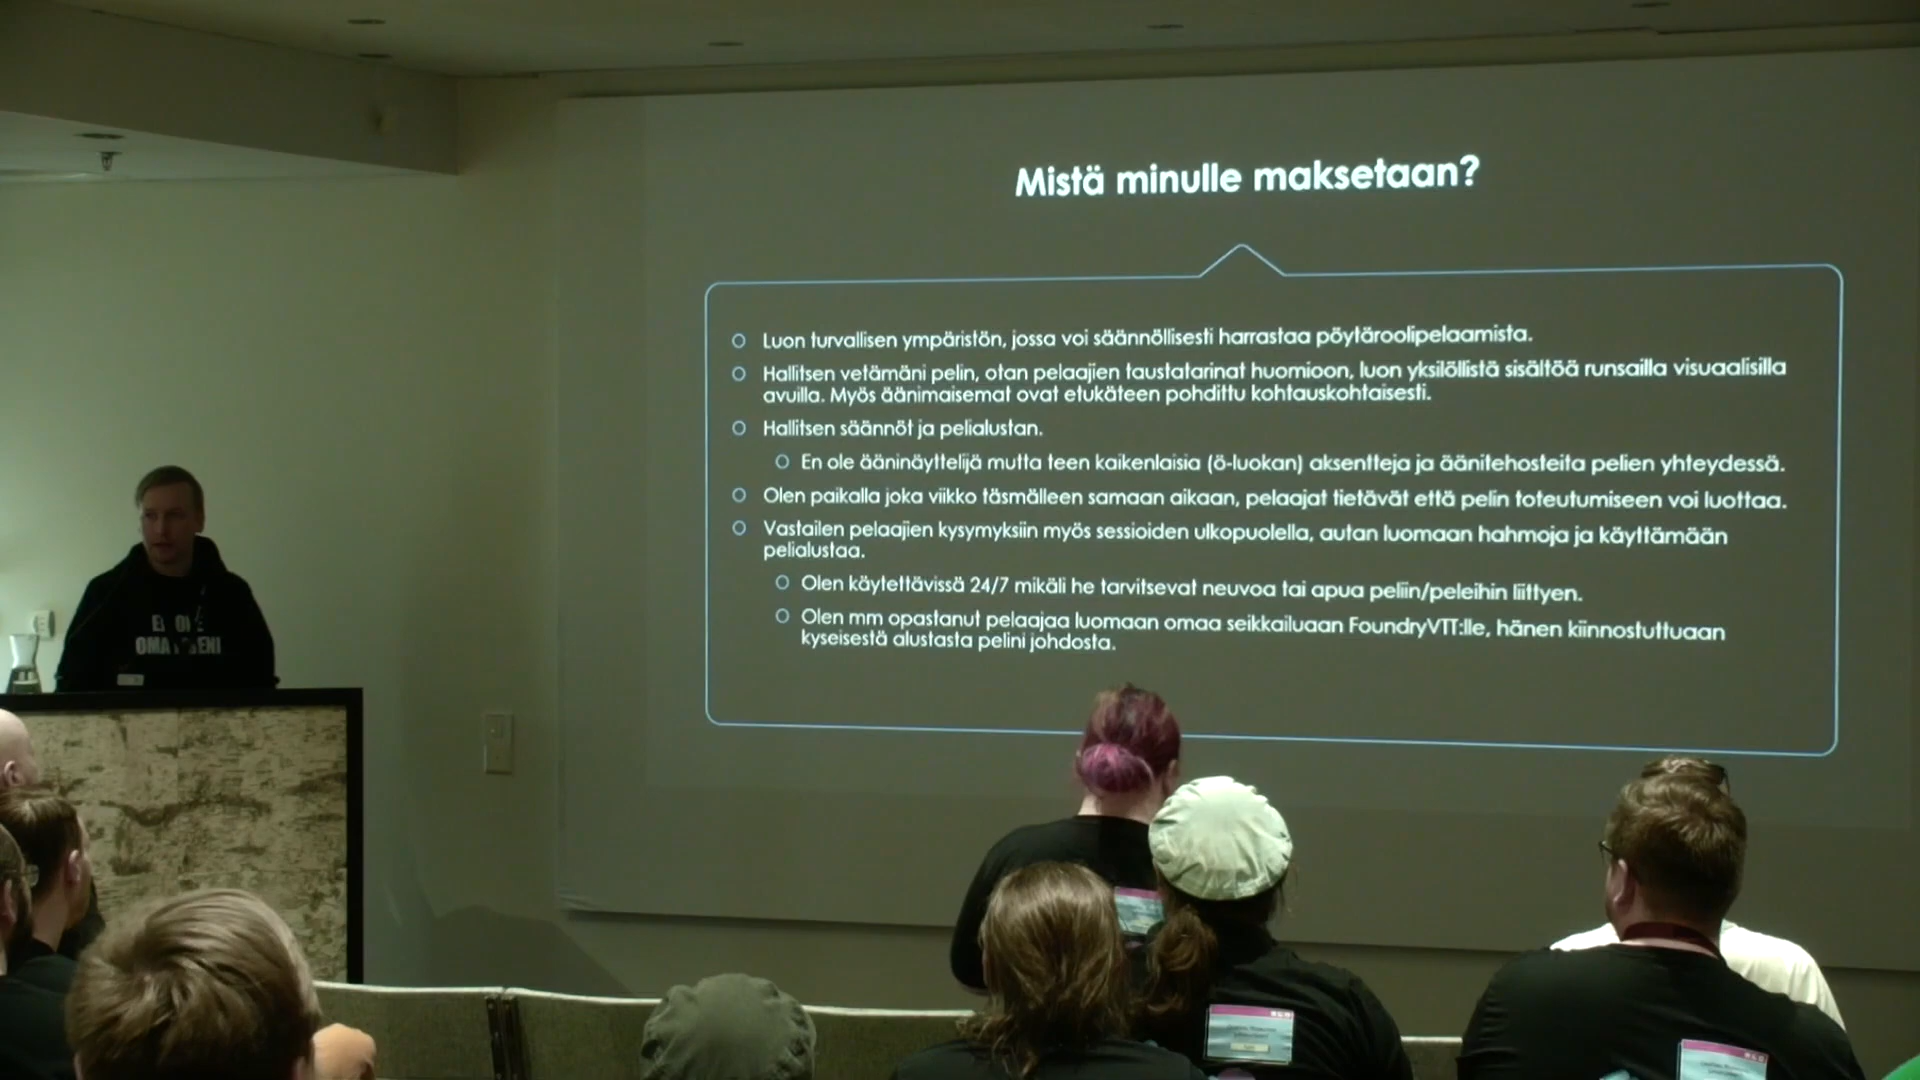 Mistä minulle maksetaan?
Luon turvallisen ympäristön, jossa voi säännöllisesti harrastaa pöytäroolipelaamista.
Hallitsen vetämäni pelin, otan pelaajien taustatarinat huomioon, luon yksilöllistä sisältöä runsailla visuaalisilla
avuilla. Myös äänimaisemat ovat etukäteen pohdittu kohtauskohtaisesti.
Hallitsen säännöt ja pelialustan.
En ole ääninäyttelijä mutta teen kaikenlaisia (ö-luokan) aksentteja ja äänitehosteita pelien yhteydessä.
Olen paikalla joka viikko täsmälleen samaan aikaan, pelaajat tietävät että pelin toteutumiseen voi luottaa.
Vastailen pelaajien kysymyksiin myös sessioiden ulkopuolella, autan luomaan hahmoja ja käyttämään
pelialustaa.
Olen käytettävissä 24/7 mikäli he tarvitsevat neuvoa tai apua peliin/peleihin liittyen.
Olen mm opastanut pelaajaa luomaan omaa seikkailuaan FoundryVTT:lle, hänen kiinnostuttuaan
kyseisestä alustasta pelini johdosta.